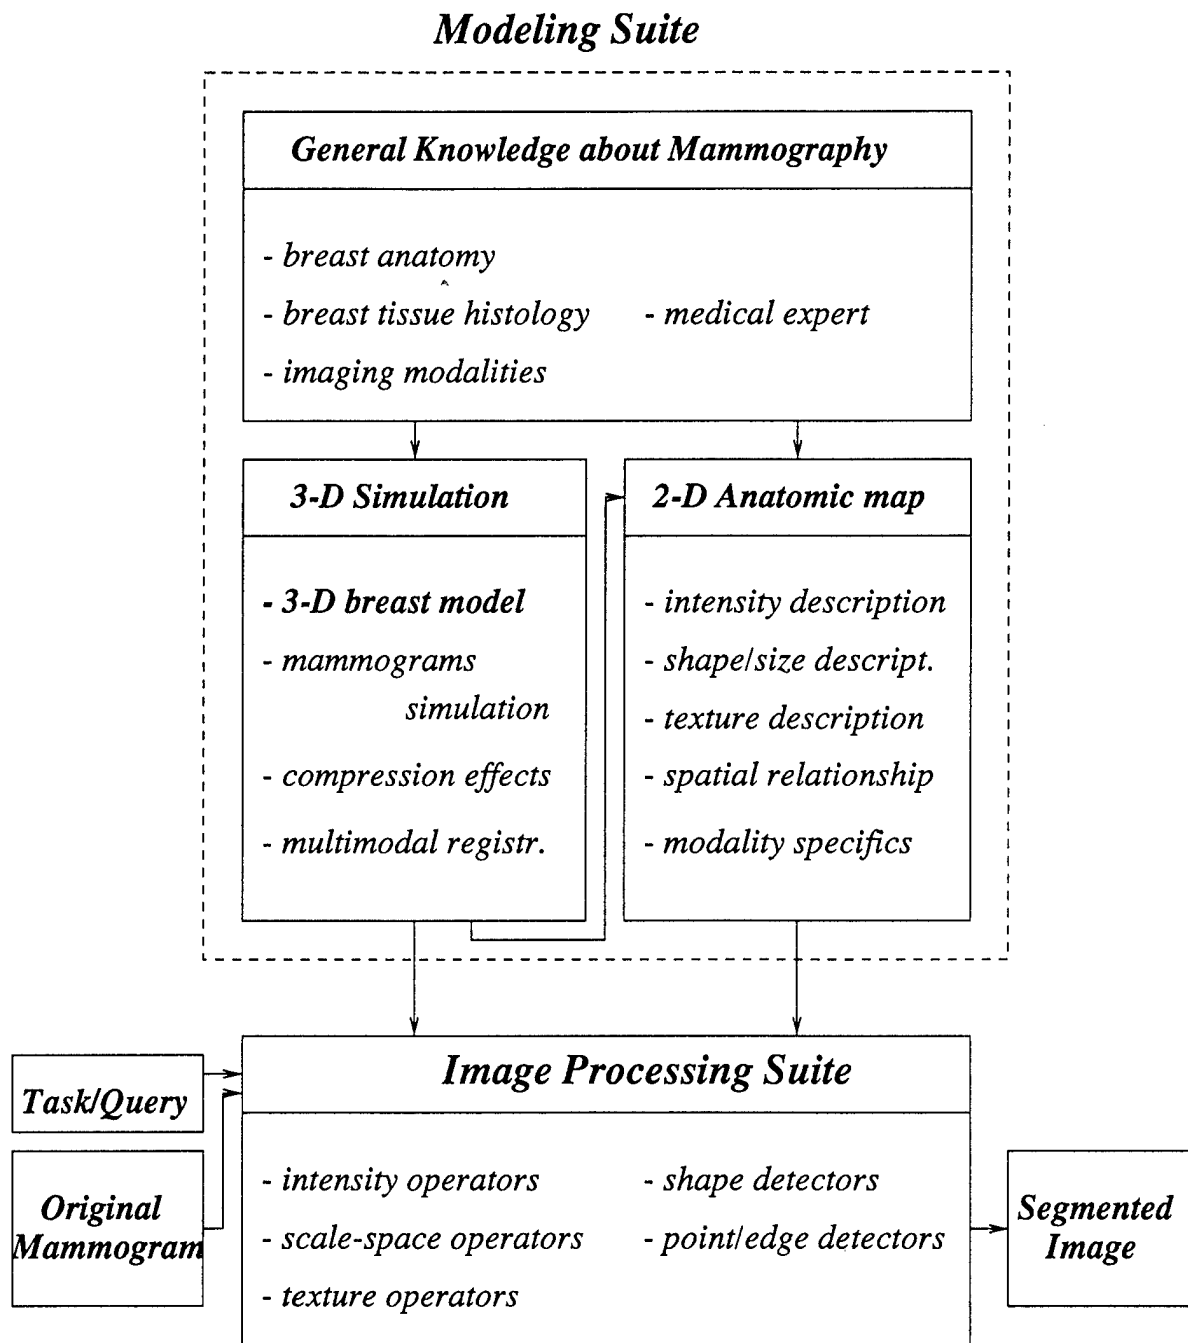 Modeling Suite
General Knowledge about Mammography
- breast anatomy
- breast tissue histology - medical expert
- imaging modalities
3-D Simulation
- 3-D breast model
- mammograms
simulation
- compression effects
- multimodal registr.
2-D Anatomic map
- intensity description
- shape/size descript.
- texture description
- spatial relationship
- modality specifics
Task/Query
Original
Mammogram
Image Processing Suite
- intensity operators - shape detectors
- scale-space operators - point/edge detectors
- texture operators
Segmented
Image